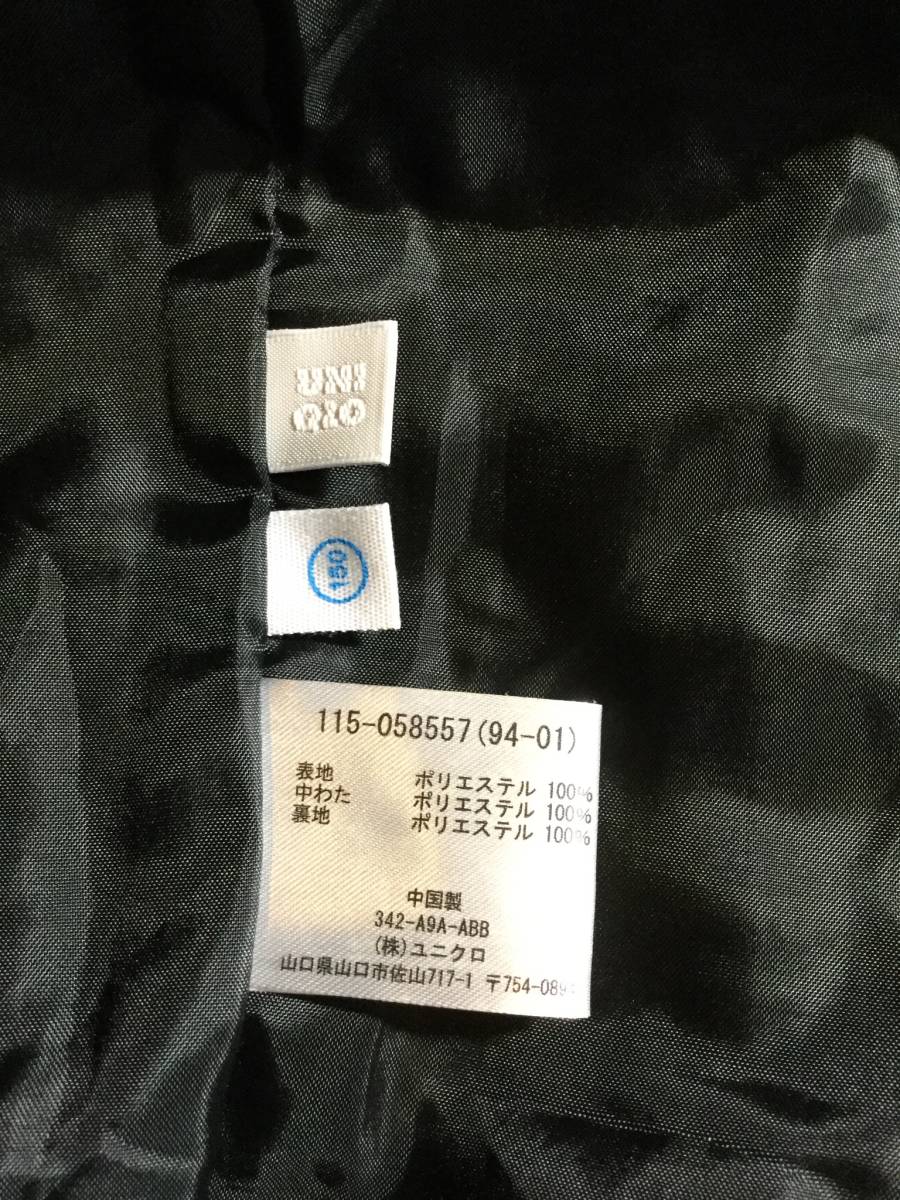 UNI
QLO
150
115-058557(94-01)
表地 ポリエステル 100%
中わた ポリエステル 100%
裏地 ポリエステル 100%
中国製
342-A9A-ABB
(株)ユニクロ
山口県山口市佐山717-1